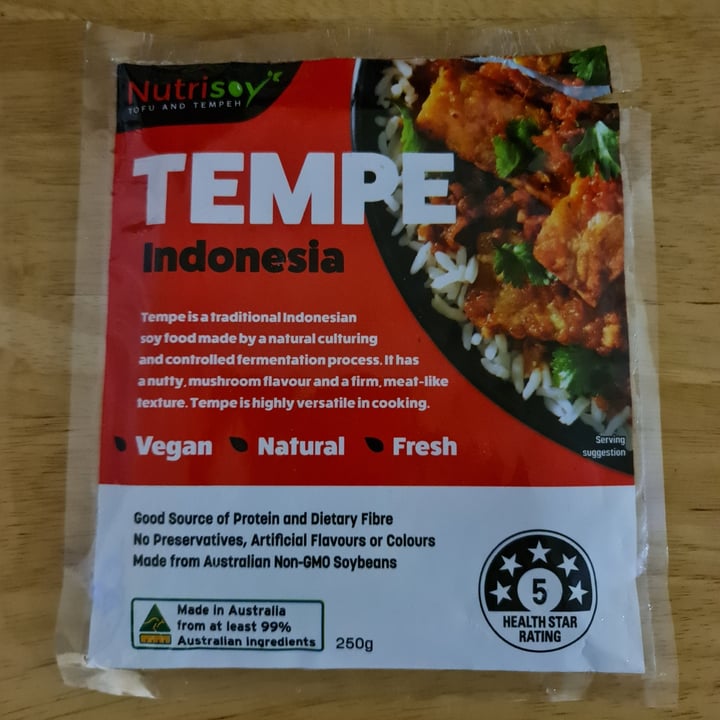 Nutrisoy
TOFU AND TEMPEH
TEMPE
Indonesia
Tempe is a traditional Indonesian
soy food made by a natural culturing
and controlled fermentation process. It has
a nutty, mushroom flavour and a firm, meat-like
texture. Tempe is highly versatile in cooking.
Vegan Natural Fresh
Serving
suggestion
Good Source of Protein and Dietary Fibre
No Preservatives, Artificial Flavours or Colours
Made from Australian Non-GMO Soybeans
Made in Australia
from at least 99%
Australian ingredients
250g
5
HEALTH STAR
RATING